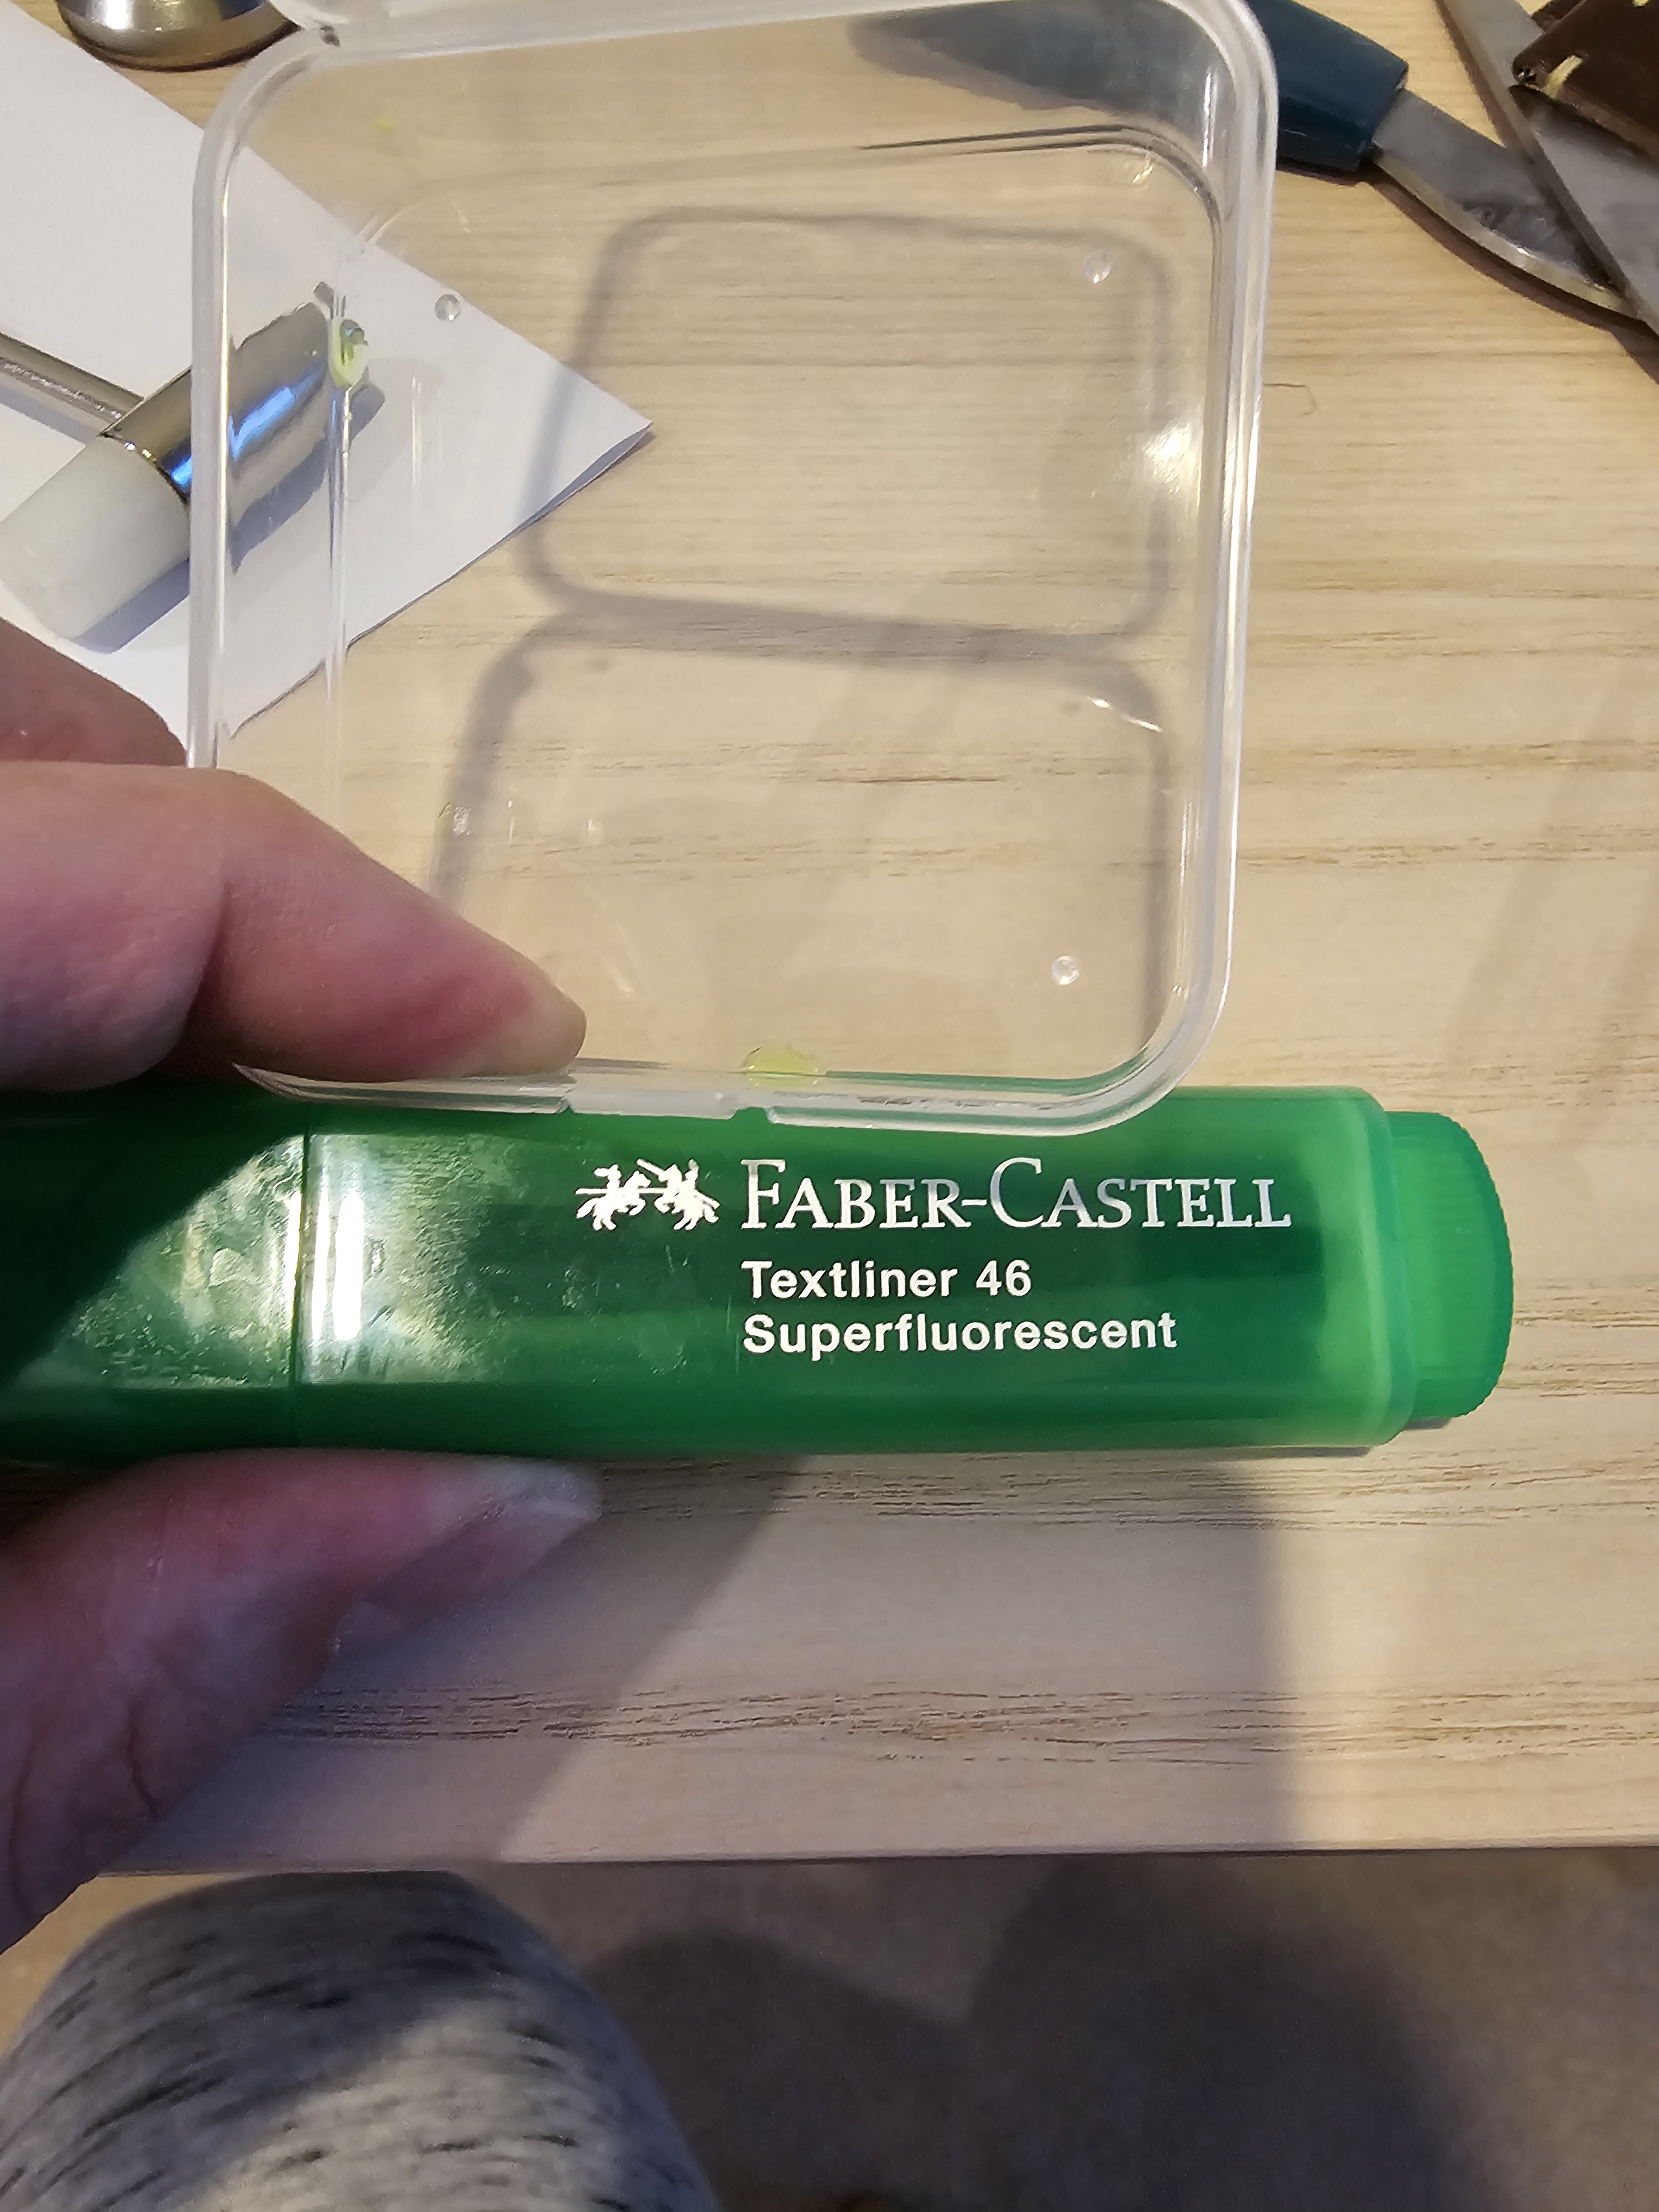 FABER-CASTELL
Textliner 46
Superfluorescent